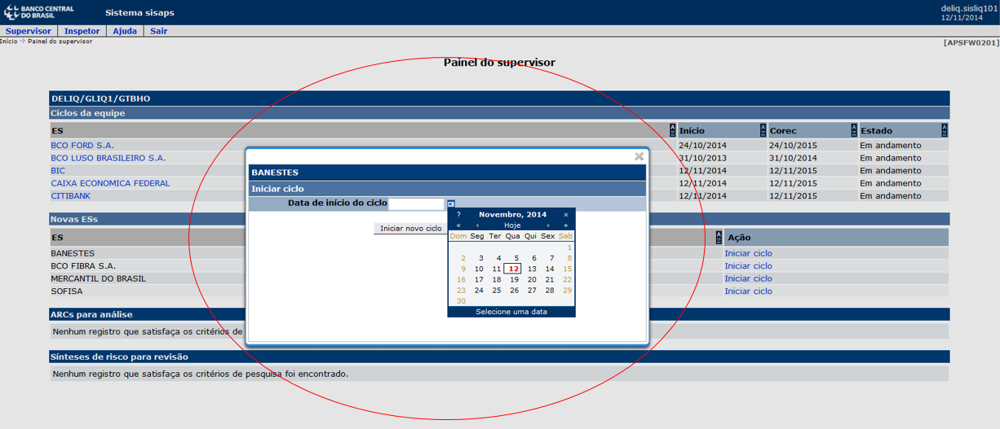 BANCO CENTRAL
DO BRASIL
Sistema sisaps
deliq.sisliq101
12/11/2014
Supervisor Inspetor Ajuda Sair
Início → Painel do supervisor
[APSFW0201]
Painel do supervisor
DELIQ/GLIQ1/GTBHO
Ciclos da equipe
ES Início Corec Estado
BCO FORD S.A. 24/10/2014 24/10/2015 Em andamento
BCO LUSO BRASILEIRO S.A. 31/10/2013 31/10/2014 Em andamento
BIC 12/11/2014 12/11/2015 Em andamento
CAIXA ECONOMICA FEDERAL 12/11/2014 12/11/2015 Em andamento
CITIBANK 12/11/2014 12/11/2015 Em andamento
Novas ESs
ES Ação
BANESTES Iniciar ciclo
BCO FIBRA S.A. Iniciar ciclo
MERCANTIL DO BRASIL Iniciar ciclo
SOFISA Iniciar ciclo
ARCs para análise
Nenhum registro que satisfaça os critérios de
Sínteses de risco para revisão
Nenhum registro que satisfaça os critérios de pesquisa foi encontrado.
BANESTES
Iniciar ciclo
Data de início do ciclo
Iniciar novo ciclo
? Novembro, 2014 ×
« ‹ Hoje › »
Dom Seg Ter Qua Qui Sex Sab
1
2 3 4 5 6 7 8
9 10 11 12 13 14 15
16 17 18 19 20 21 22
23 24 25 26 27 28 29
30
Selecione uma data